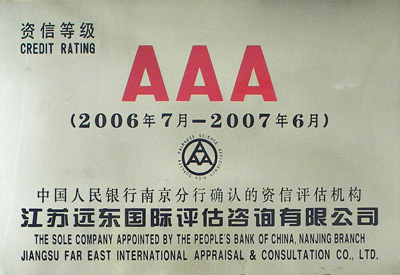 资信等级
CREDIT RATING
AAA
(2006年7月—2007年6月)
中国人民银行南京分行确认的资信评估机构
江苏远东国际评估咨询有限公司
THE SOLE COMPANY APPOINTED BY THE PEOPLE'S BANK OF CHINA, NANJING BRANCH
JIANGSU FAR EAST INTERNATIONAL APPRAISAL & CONSULTATION CO., LTD.